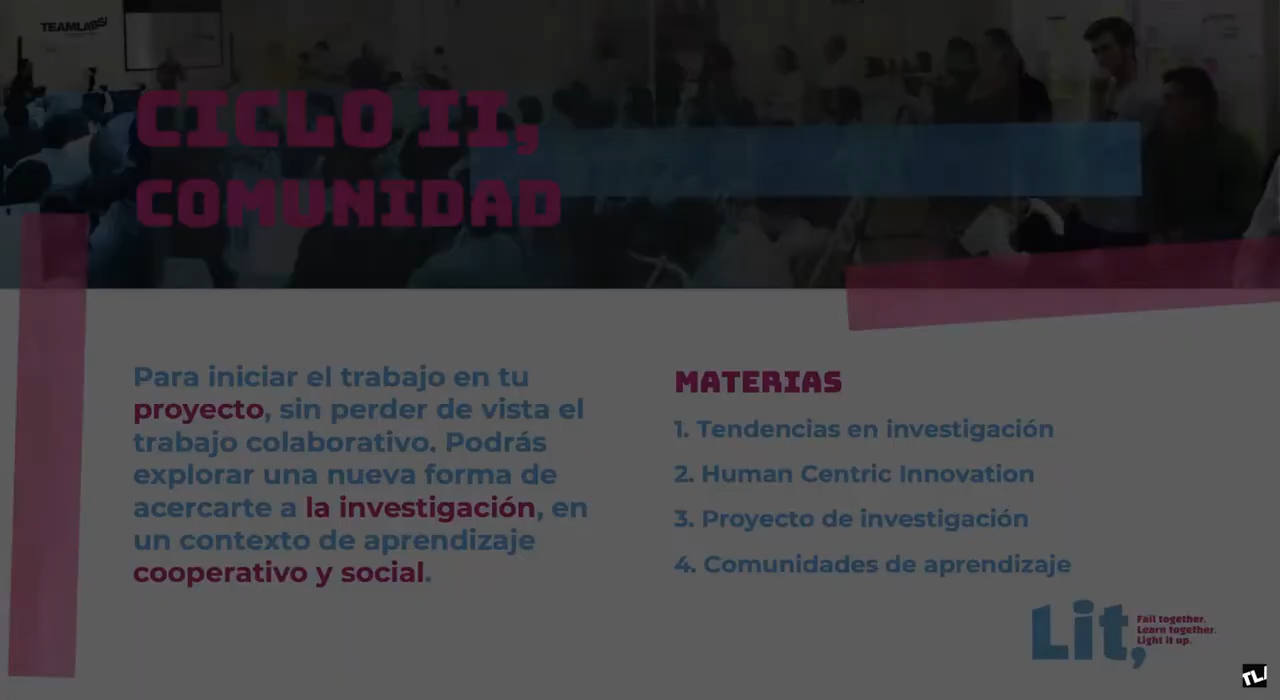 TEAMLABS/
CICLO II,
COMUNIDAD
Para iniciar el trabajo en tu
proyecto, sin perder de vista el
trabajo colaborativo. Podrás
explorar una nueva forma de
acercarte a la investigación, en
un contexto de aprendizaje
cooperativo y social.
MATERIAS
1. Tendencias en investigación
2. Human Centric Innovation
3. Proyecto de investigación
4. Comunidades de aprendizaje
Lit,
Fail together.
Learn together.
Light it up.
TL/